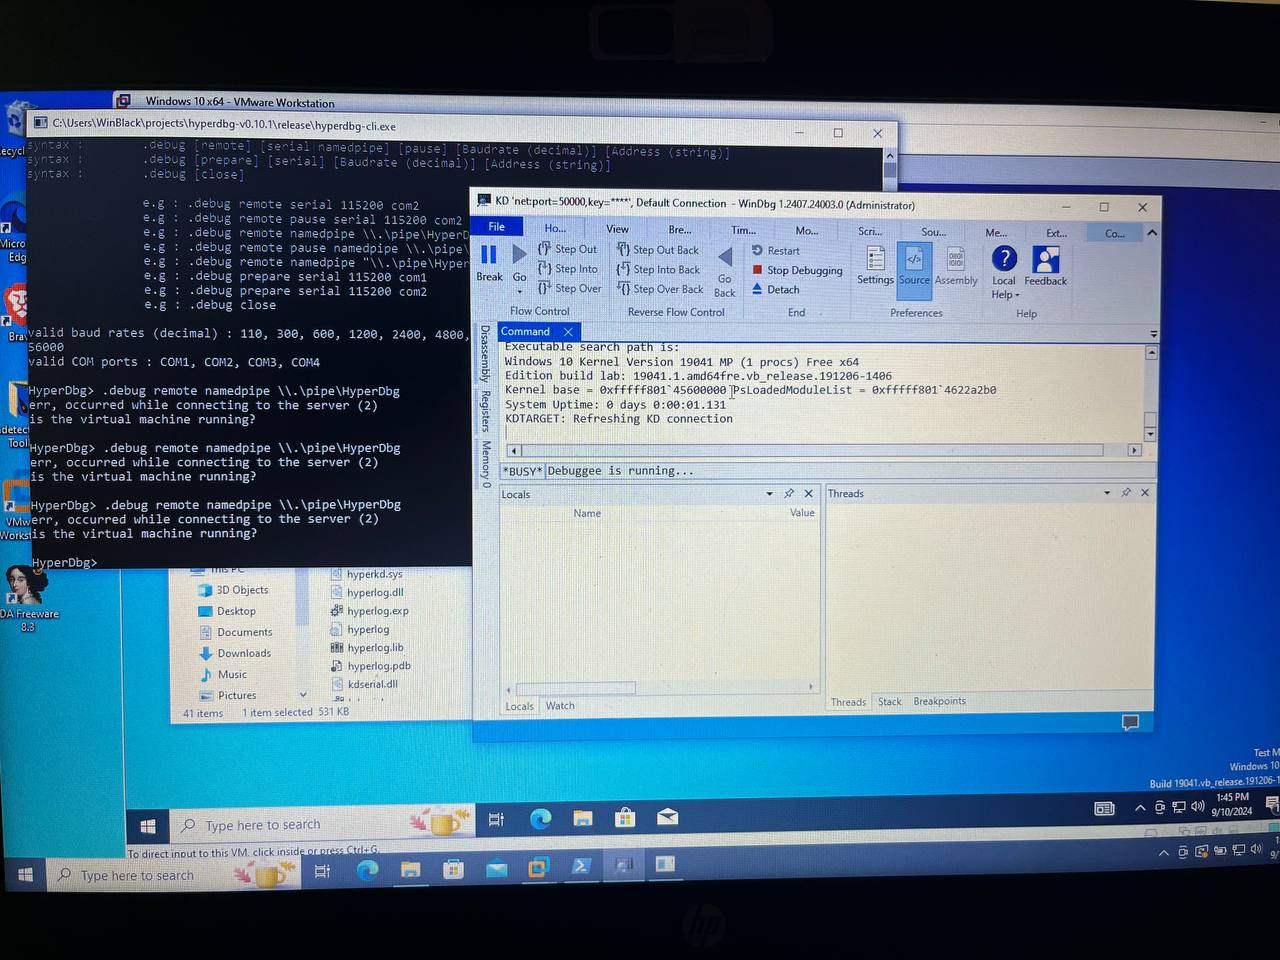 Windows 10 x64 - VMware Workstation
C:\Users\WinBlack\projects\hyperdbg-v0.10.1\release\hyperdbg-cli.exe
syntax : .debug [remote] [serial|namedpipe] [pause] [Baudrate (decimal)] [Address (string)]
syntax : .debug [prepare] [serial] [Baudrate (decimal)] [Address (string)]
syntax : .debug [close]
e.g : .debug remote serial 115200 com2
e.g : .debug remote pause serial 115200 com2
e.g : .debug remote namedpipe \\.\pipe\HyperD
e.g : .debug remote pause namedpipe \\.\pipe\
e.g : .debug remote namedpipe "\\.\pipe\Hyper
e.g : .debug prepare serial 115200 com1
e.g : .debug prepare serial 115200 com2
e.g : .debug close
valid baud rates (decimal) : 110, 300, 600, 1200, 2400, 4800,
56000
valid COM ports : COM1, COM2, COM3, COM4
HyperDbg> .debug remote namedpipe \\.\pipe\HyperDbg
err, occurred while connecting to the server (2)
is the virtual machine running?
HyperDbg> .debug remote namedpipe \\.\pipe\HyperDbg
err, occurred while connecting to the server (2)
is the virtual machine running?
HyperDbg> .debug remote namedpipe \\.\pipe\HyperDbg
err, occurred while connecting to the server (2)
is the virtual machine running?
HyperDbg>
KD 'net:port=50000,key=****', Default Connection - WinDbg 1.2407.24003.0 (Administrator)
File Ho... View Bre... Tim... Mo... Scri... Sou... Me... Ext... Co...
Break
Go
Step Out
Step Into
Step Over
Flow Control
Step Out Back
Step Into Back
Step Over Back
Go
Back
Reverse Flow Control
Restart
Stop Debugging
Detach
End
Settings Source Assembly
Preferences
Local
Help
Feedback
Help
Disassembly
Registers
Memory 0
Command
Executable search path is:
Windows 10 Kernel Version 19041 MP (1 procs) Free x64
Edition build lab: 19041.1.amd64fre.vb_release.191206-1406
Kernel base = 0xfffff801`45600000 PsLoadedModuleList = 0xfffff801`4622a2b0
System Uptime: 0 days 0:00:01.131
KDTARGET: Refreshing KD connection
*BUSY* Debuggee is running...
Locals
Name Value
Locals Watch
Threads
Threads Stack Breakpoints
This PC
3D Objects
Desktop
Documents
Downloads
Music
Pictures
hyperkd.sys
hyperlog.dll
hyperlog.exp
hyperlog
hyperlog.lib
hyperlog.pdb
kdserial.dll
41 items 1 item selected 531 KB
Recycl
Micro
Edg
Brav
ndetec
Tool
VMw
Works
DA Freeware
8.3
Test M
Windows 10
Build 19041.vb_release.191206-1
Type here to search
1:45 PM
9/10/2024
To direct input to this VM, click inside or press Ctrl+G.
Type here to search
hp